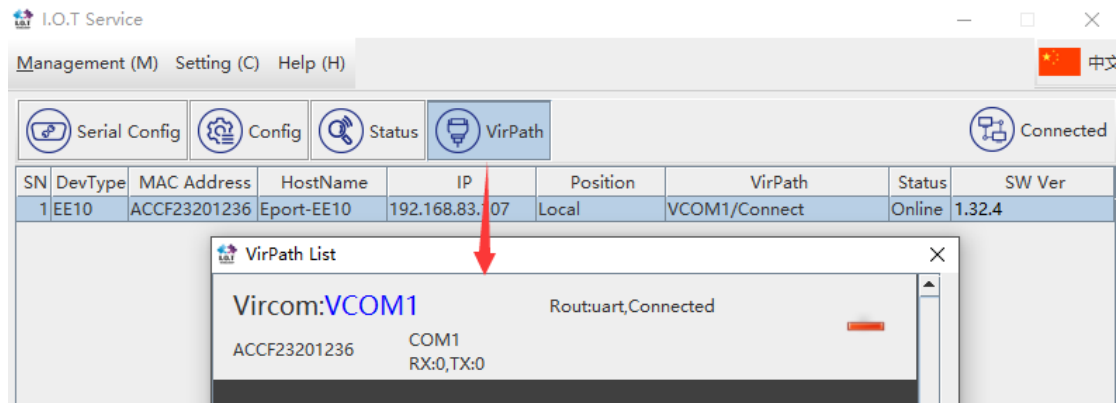 I.O.T Service
Management (M) Setting (C) Help (H) 中文
Serial Config Config Status VirPath Connected
SN DevType MAC Address HostName IP Position VirPath Status SW Ver
1 EE10 ACCF23201236 Eport-EE10 192.168.83.107 Local VCOM1/Connect Online 1.32.4
VirPath List
Vircom:VCOM1 Rout:uart,Connected
ACCF23201236 COM1
RX:0,TX:0